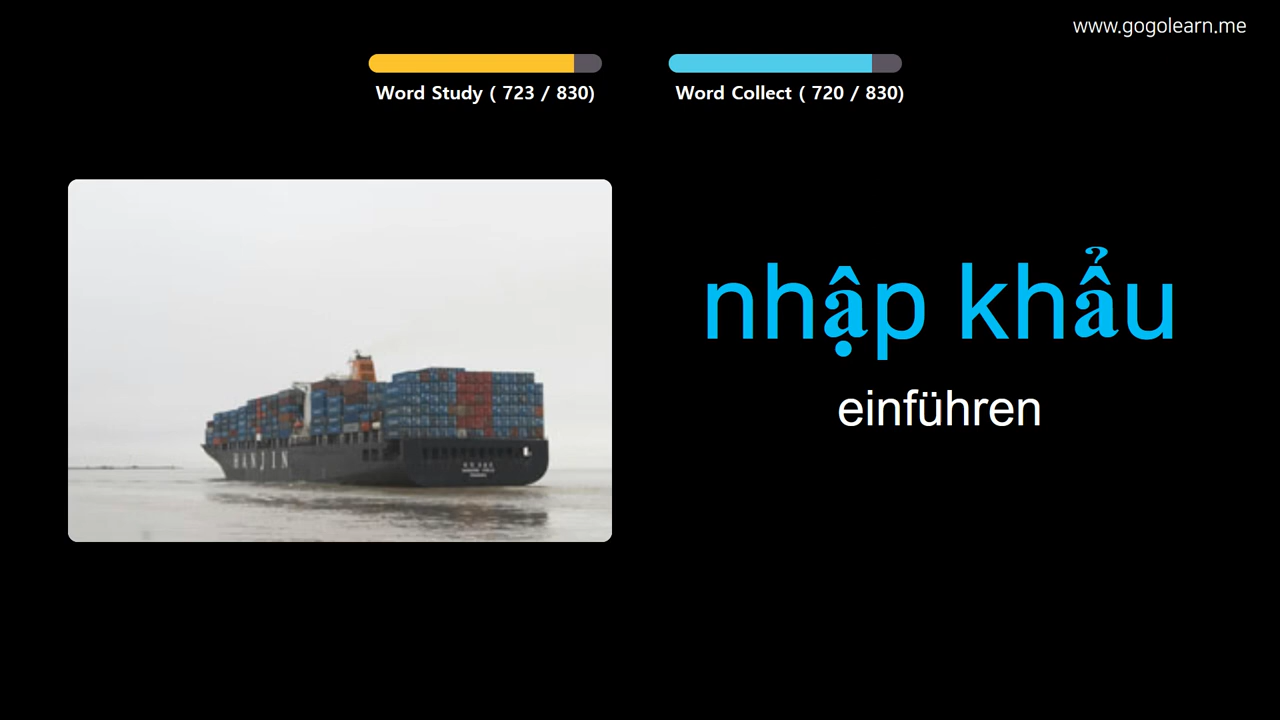 www.gogolearn.me
Word Study ( 723 / 830)
Word Collect ( 720 / 830)
nhập khẩu
einführen
HANJIN